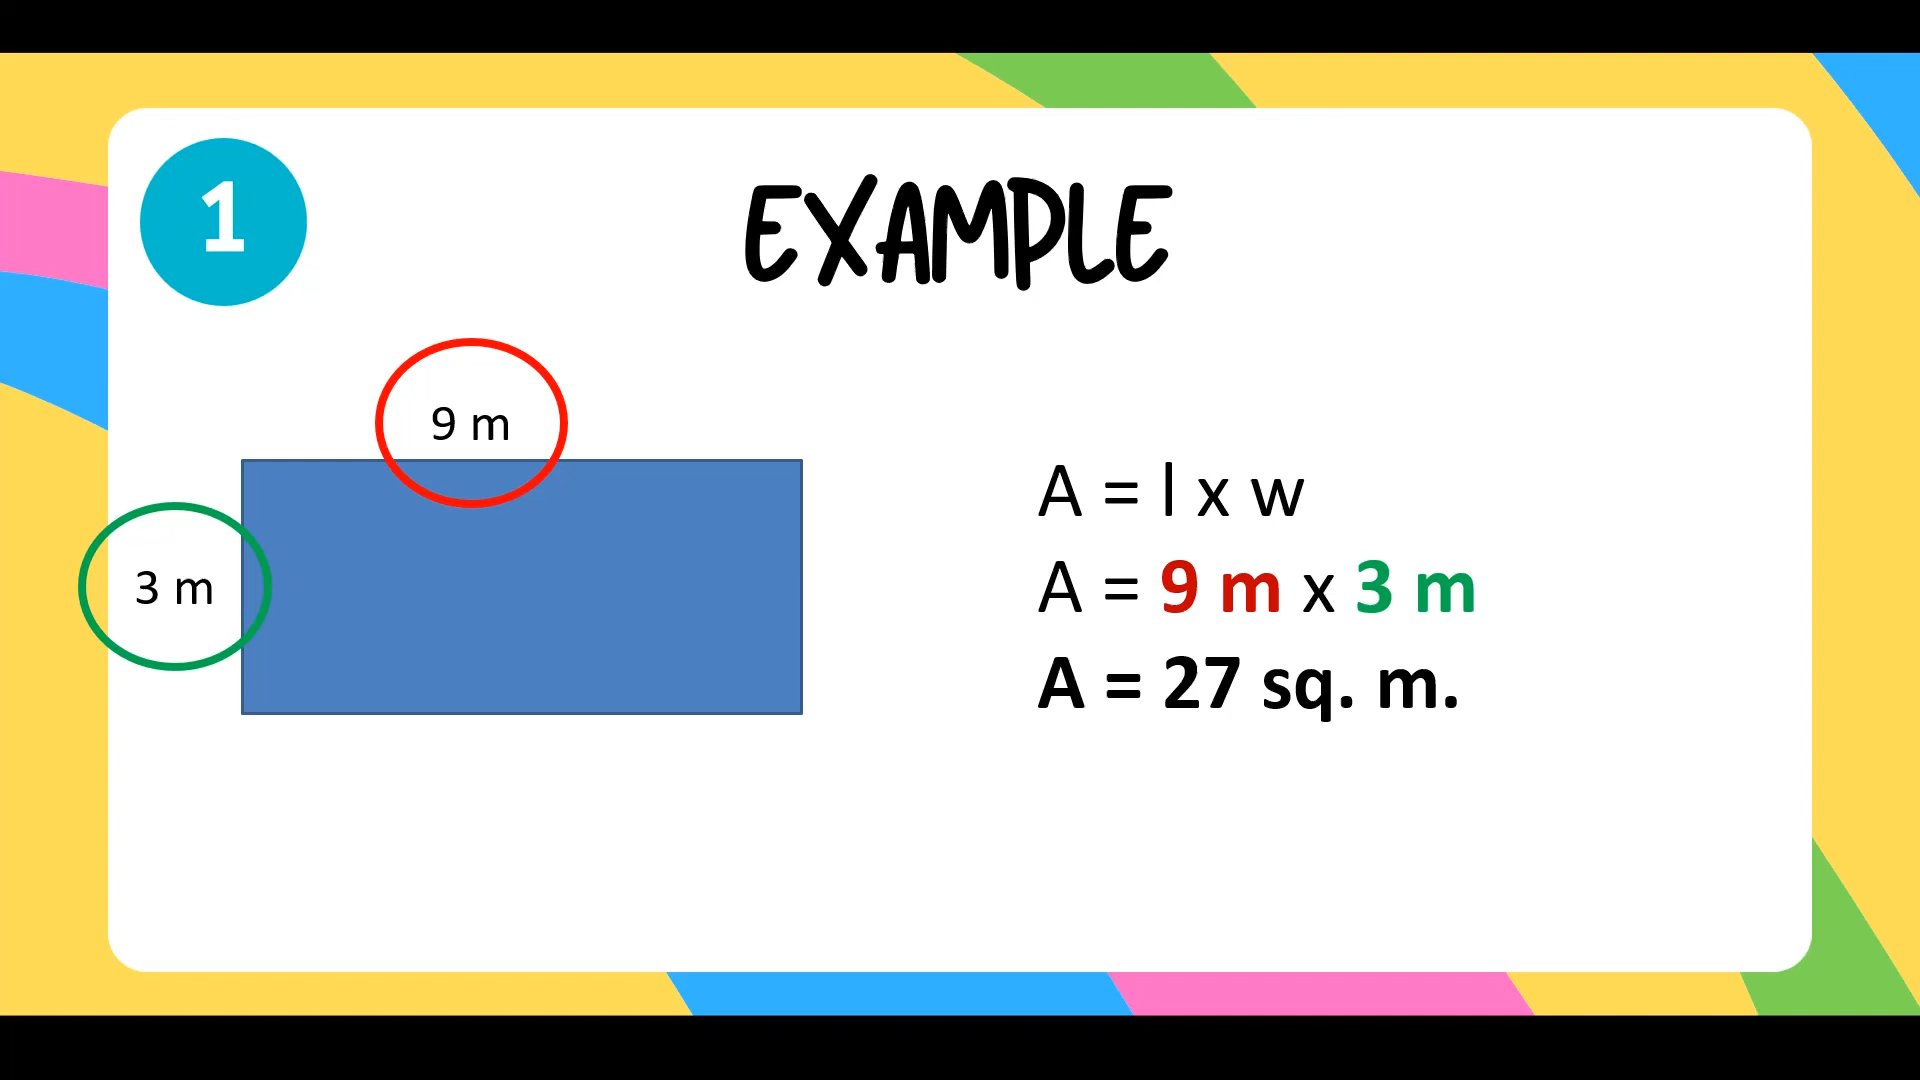 1
EXAMPLE
9 m
3 m
A = l x w
A = 9 m x 3 m
A = 27 sq. m.